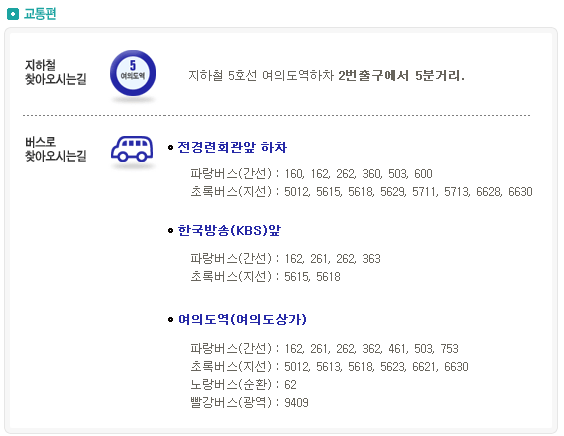 교통편
지하철
찾아오시는길
5
여의도역
지하철 5호선 여의도역하차 2번출구에서 5분거리.
버스로
찾아오시는길
전경련회관앞 하차
파랑버스(간선) : 160, 162, 262, 360, 503, 600
초록버스(지선) : 5012, 5615, 5618, 5629, 5711, 5713, 6628, 6630
한국방송(KBS)앞
파랑버스(간선) : 162, 261, 262, 363
초록버스(지선) : 5615, 5618
여의도역(여의도상가)
파랑버스(간선) : 162, 261, 262, 362, 461, 503, 753
초록버스(지선) : 5012, 5613, 5618, 5623, 6621, 6630
노랑버스(순환) : 62
빨강버스(광역) : 9409